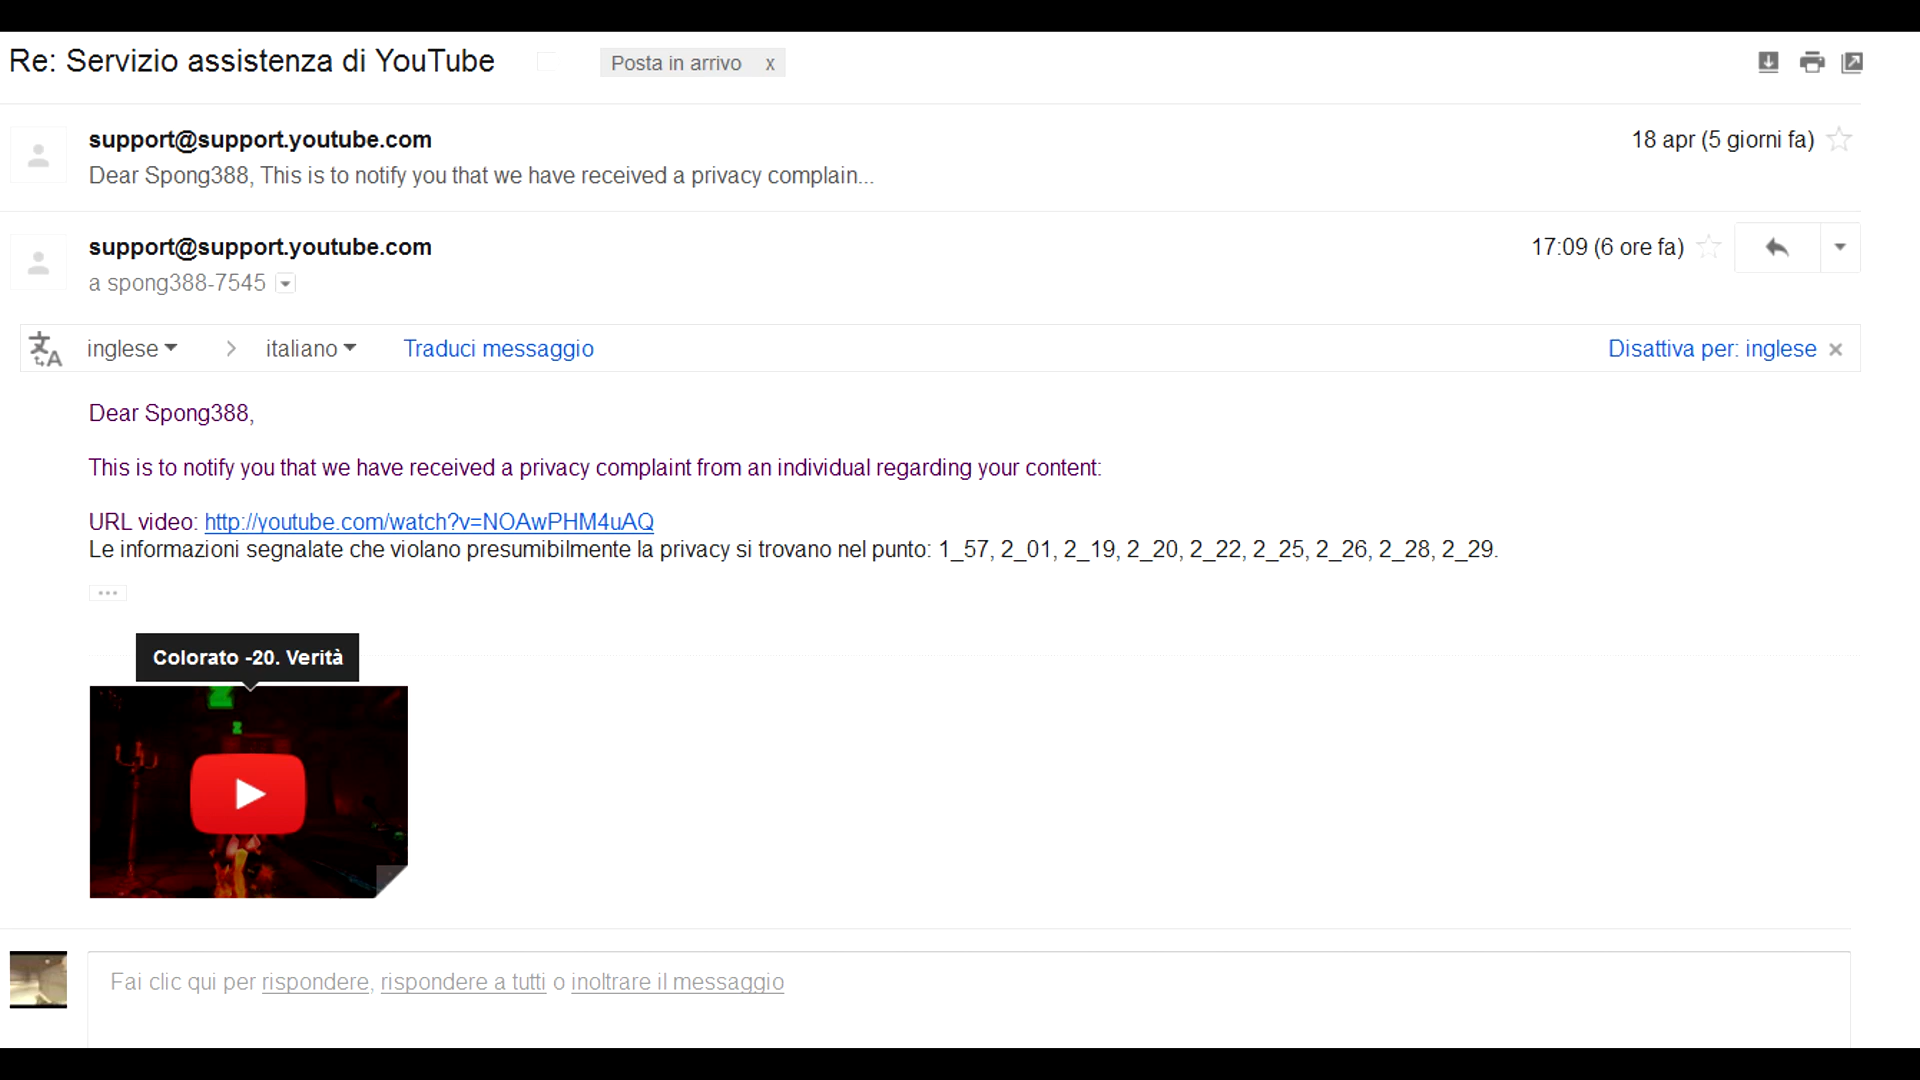 Re: Servizio assistenza di YouTube
Posta in arrivo x
support@support.youtube.com
18 apr (5 giorni fa)
Dear Spong388, This is to notify you that we have received a privacy complain...
support@support.youtube.com
17:09 (6 ore fa)
a spong388-7545
inglese > italiano Traduci messaggio Disattiva per: inglese ×
Dear Spong388,
This is to notify you that we have received a privacy complaint from an individual regarding your content:
URL video: http://youtube.com/watch?v=NOAwPHM4uAQ
Le informazioni segnalate che violano presumibilmente la privacy si trovano nel punto: 1_57, 2_01, 2_19, 2_20, 2_22, 2_25, 2_26, 2_28, 2_29.
Colorato -20. Verità
Fai clic qui per rispondere, rispondere a tutti o inoltrare il messaggio